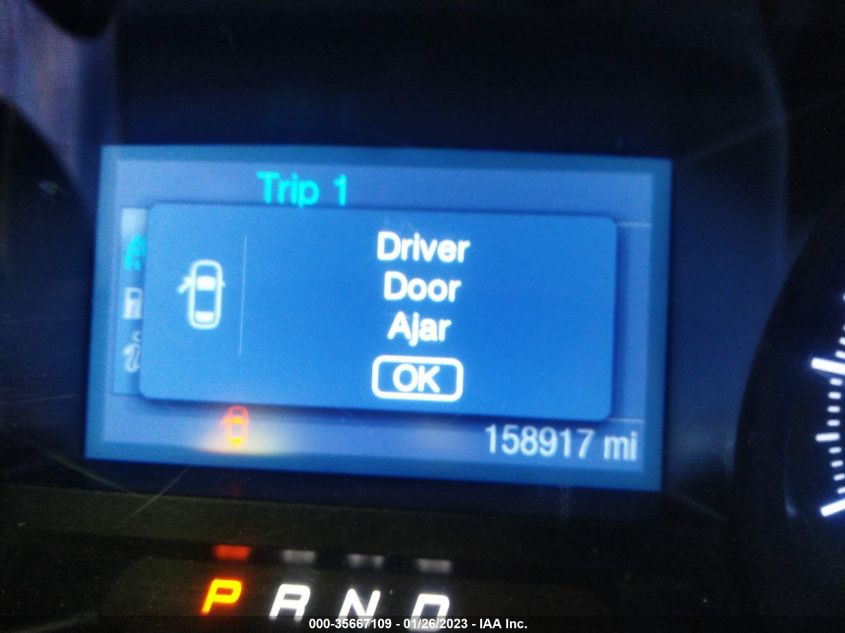 Trip 1
Driver
Door
Ajar
OK
158917 mi
P R N D
000-35667109 - 01/26/2023 - IAA Inc.